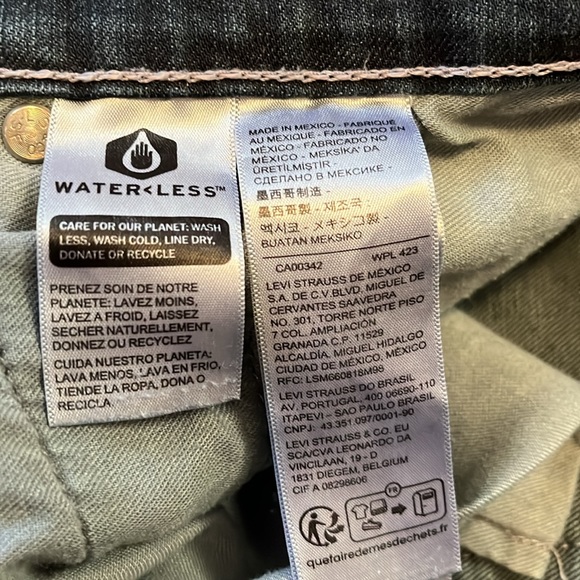 WATER<LESS™
CARE FOR OUR PLANET: WASH
LESS, WASH COLD, LINE DRY,
DONATE OR RECYCLE
PRENEZ SOIN DE NOTRE
PLANETE: LAVEZ MOINS,
LAVEZ A FROID, LAISSEZ
SECHER NATURELLEMENT,
DONNEZ OU RECYCLEZ
CUIDA NUESTRO PLANETA:
LAVA MENOS, LAVA EN FRIO,
TIENDE LA ROPA, DONA O
RECICLA
MADE IN MEXICO - FABRIQUÉ
AU MEXIQUE - FABRICADO EN
MÉXICO - FABRICADO NO
MÉXICO - MEKSİKA'DA
ÜRETİLMİŞTİR -
СДЕЛАНО В МЕКСИКЕ -
墨西哥制造 -
墨西哥製 - 제조국:
멕시코 - メキシコ製 -
BUATAN MEKSIKO
CA00342 WPL 423
LEVI STRAUSS DE MÉXICO
S.A. DE C.V. BLVD. MIGUEL DE
CERVANTES SAAVEDRA
NO. 301, TORRE NORTE PISO
7 COL. AMPLIACIÓN
GRANADA C.P. 11529
ALCALDÍA, MIGUEL HIDALGO
CIUDAD DE MÉXICO, MÉXICO
RFC: LSM660818M98
LEVI STRAUSS DO BRASIL
AV. PORTUGAL, 400 06690-110
ITAPEVI - SAO PAULO BRASIL
CNPJ: 43.351.097/0001-90
LEVI STRAUSS & CO. EU
SCA/CVA LEONARDO DA
VINCILAAN, 19 - D
1831 DIEGEM, BELGIUM
CIF A 08298606
FR
quefairedemesdechets.fr